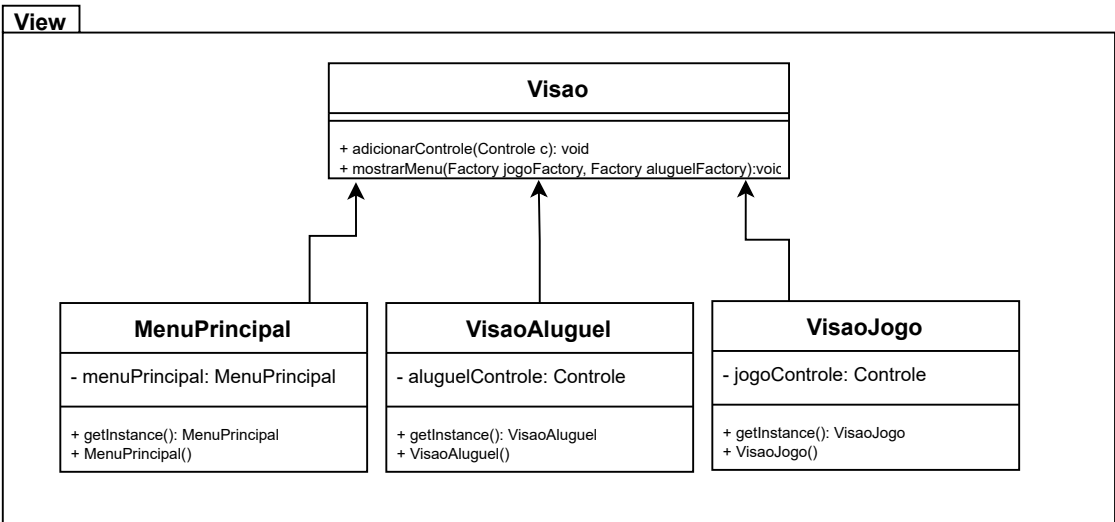 View
Visao
+ adicionarControle(Controle c): void
+ mostrarMenu(Factory jogoFactory, Factory aluguelFactory):voic
MenuPrincipal
- menuPrincipal: MenuPrincipal
+ getInstance(): MenuPrincipal
+ MenuPrincipal()
VisaoAluguel
- aluguelControle: Controle
+ getInstance(): VisaoAluguel
+ VisaoAluguel()
VisaoJogo
- jogoControle: Controle
+ getInstance(): VisaoJogo
+ VisaoJogo()